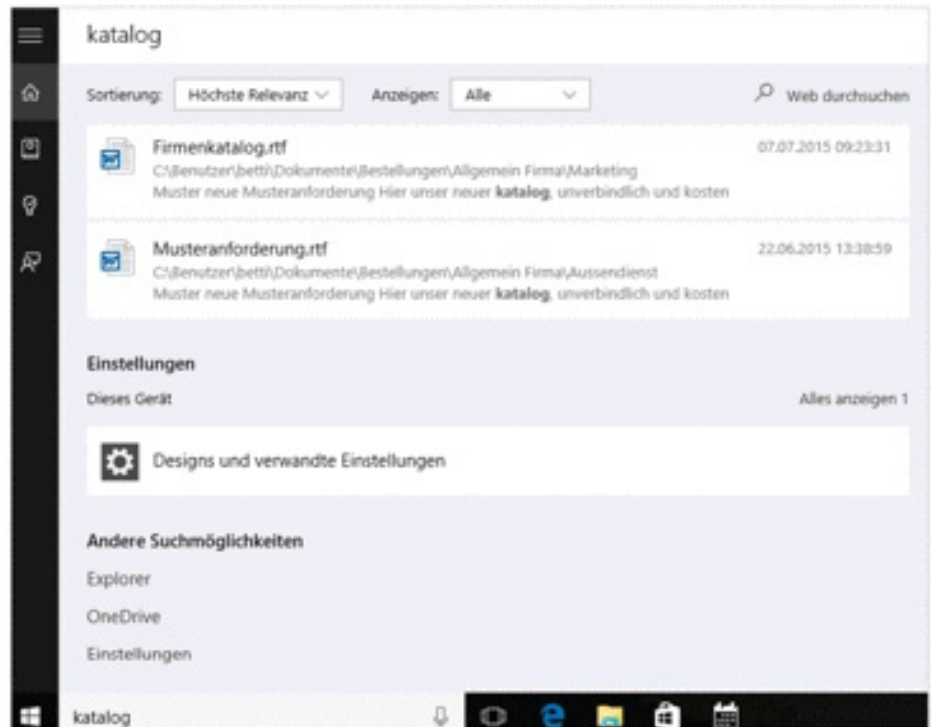 katalog
Sortierung: Höchste Relevanz Anzeigen: Alle Web durchsuchen
Firmenkatalog.rtf 07.07.2015 09:23:31
C:\Benutzer\betti\Dokumente\Bestellungen\Allgemein Firma\Marketing
Muster neue Musteranforderung Hier unser neuer katalog, unverbindlich und kosten
Musteranforderung.rtf 22.06.2015 13:38:59
C:\Benutzer\betti\Dokumente\Bestellungen\Allgemein Firma\Aussendienst
Muster neue Musteranforderung Hier unser neuer katalog, unverbindlich und kosten
Einstellungen
Dieses Gerät Alles anzeigen 1
Designs und verwandte Einstellungen
Andere Suchmöglichkeiten
Explorer
OneDrive
Einstellungen
katalog